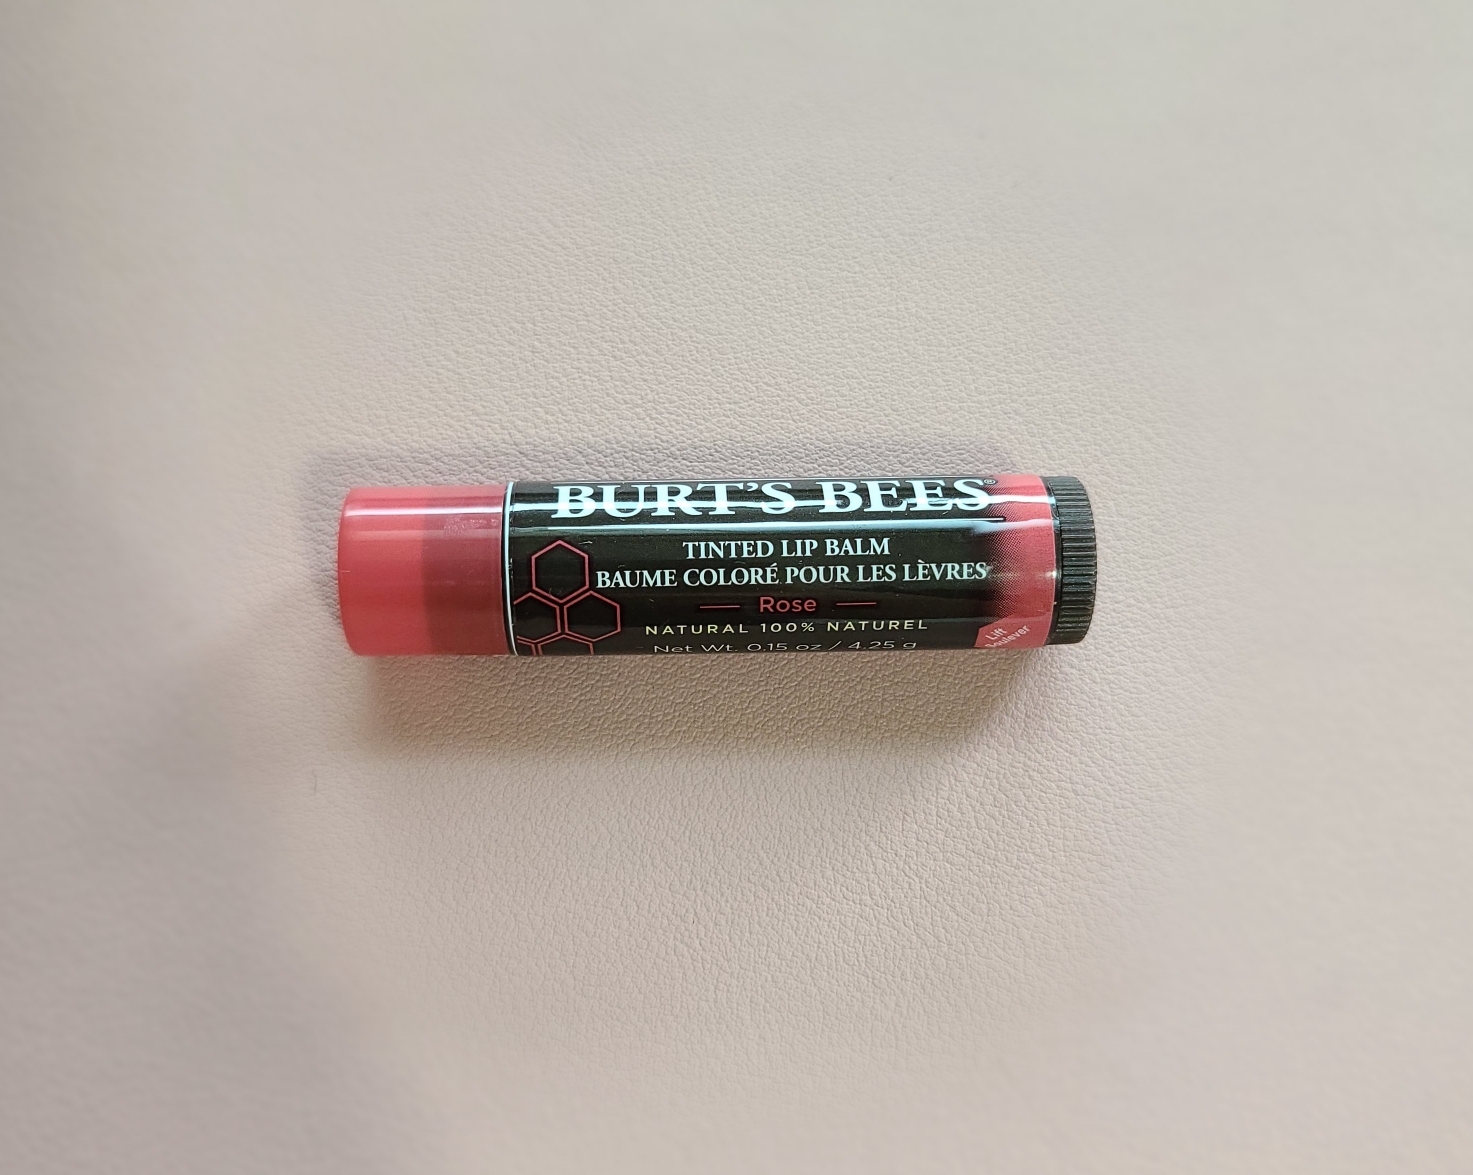 BURT'S BEES®
TINTED LIP BALM
BAUME COLORÉ POUR LES LÈVRES
Rose
NATURAL 100% NATUREL
Net Wt. 0.15 oz / 4.25 g
Lift
Soulever